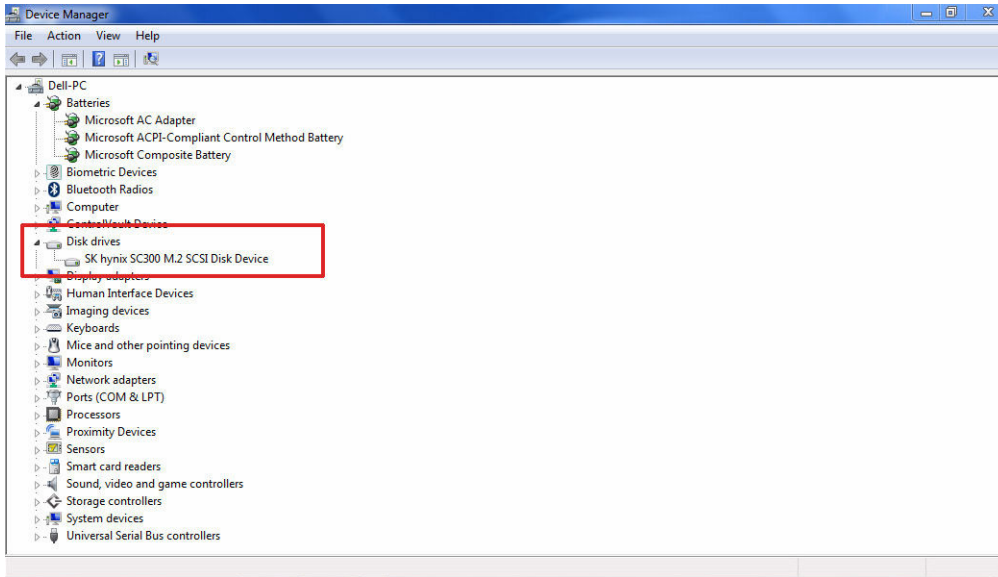 Device Manager
File Action View Help
Dell-PC
Batteries
Microsoft AC Adapter
Microsoft ACPI-Compliant Control Method Battery
Microsoft Composite Battery
Biometric Devices
Bluetooth Radios
Computer
ControlVault Device
Disk drives
SK hynix SC300 M.2 SCSI Disk Device
Display adapters
Human Interface Devices
Imaging devices
Keyboards
Mice and other pointing devices
Monitors
Network adapters
Ports (COM & LPT)
Processors
Proximity Devices
Sensors
Smart card readers
Sound, video and game controllers
Storage controllers
System devices
Universal Serial Bus controllers